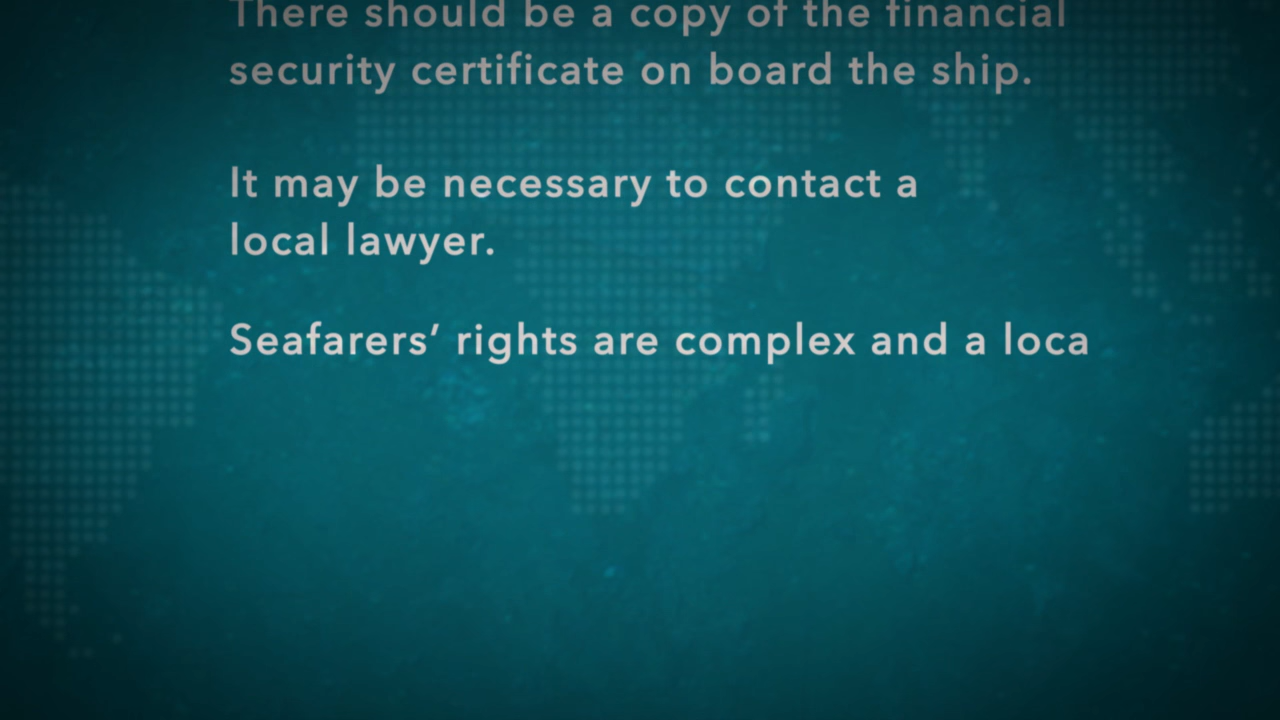 There should be a copy of the financial
security certificate on board the ship.
It may be necessary to contact a
local lawyer.
Seafarers’ rights are complex and a loca